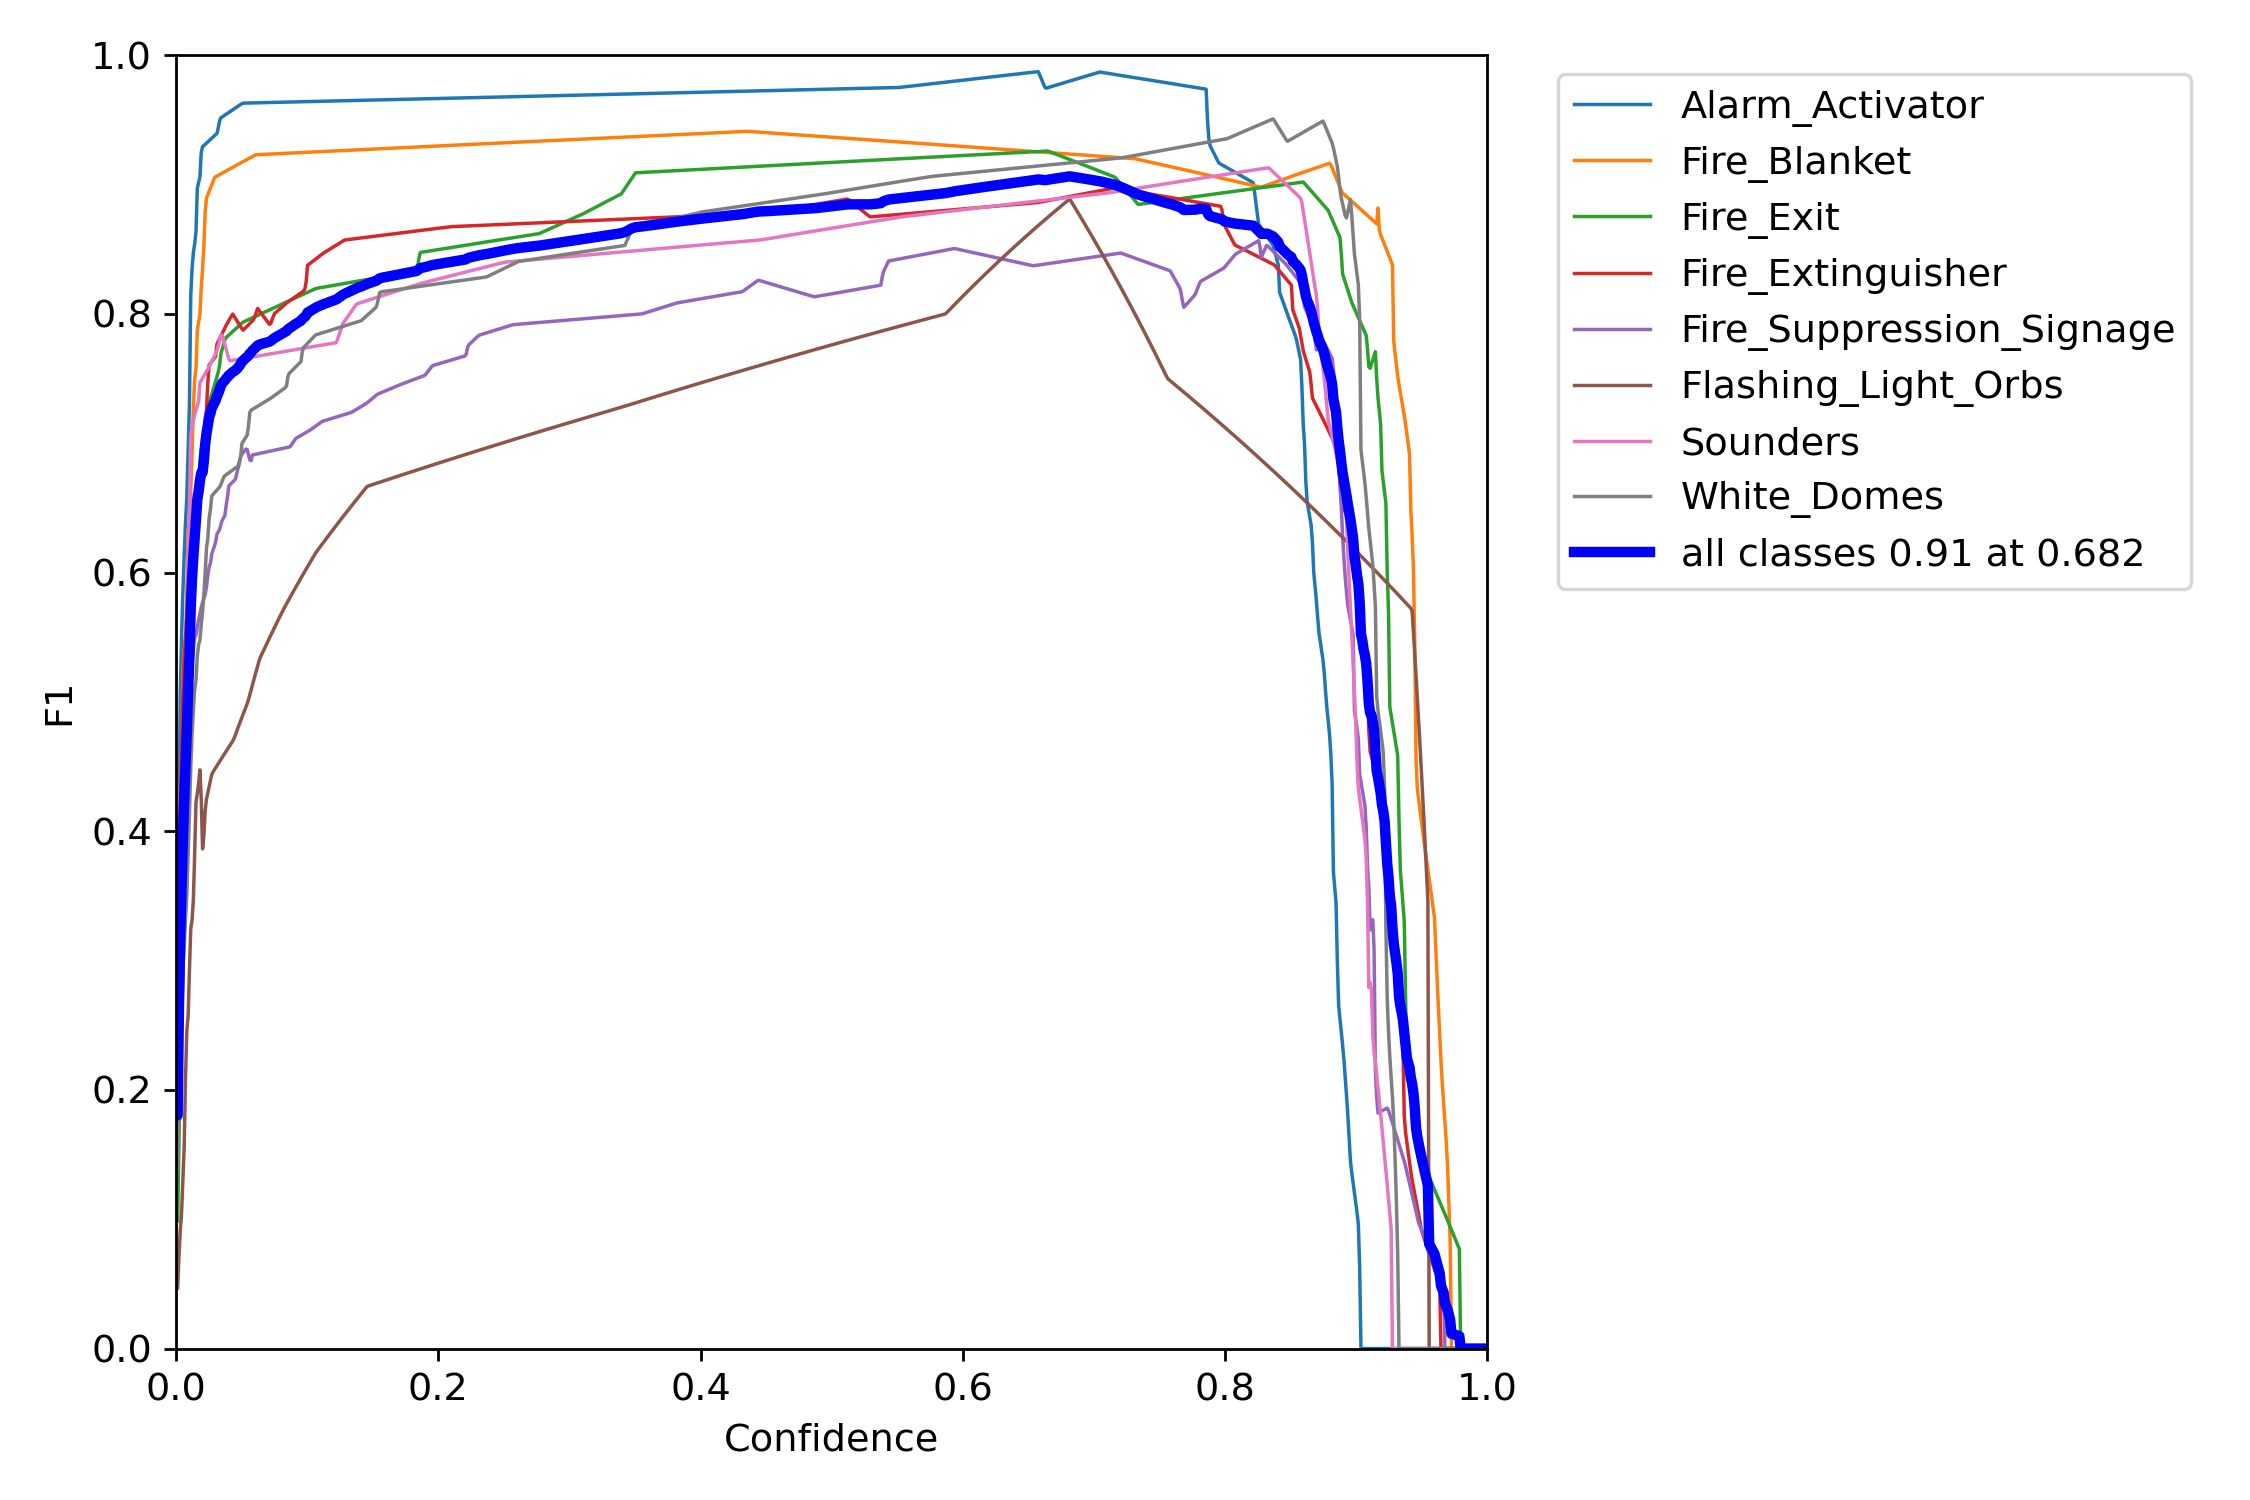 1.0
0.8
0.6
0.4
0.2
0.0
F1
0.0 0.2 0.4 0.6 0.8 1.0
Confidence
Alarm_Activator
Fire_Blanket
Fire_Exit
Fire_Extinguisher
Fire_Suppression_Signage
Flashing_Light_Orbs
Sounders
White_Domes
all classes 0.91 at 0.682